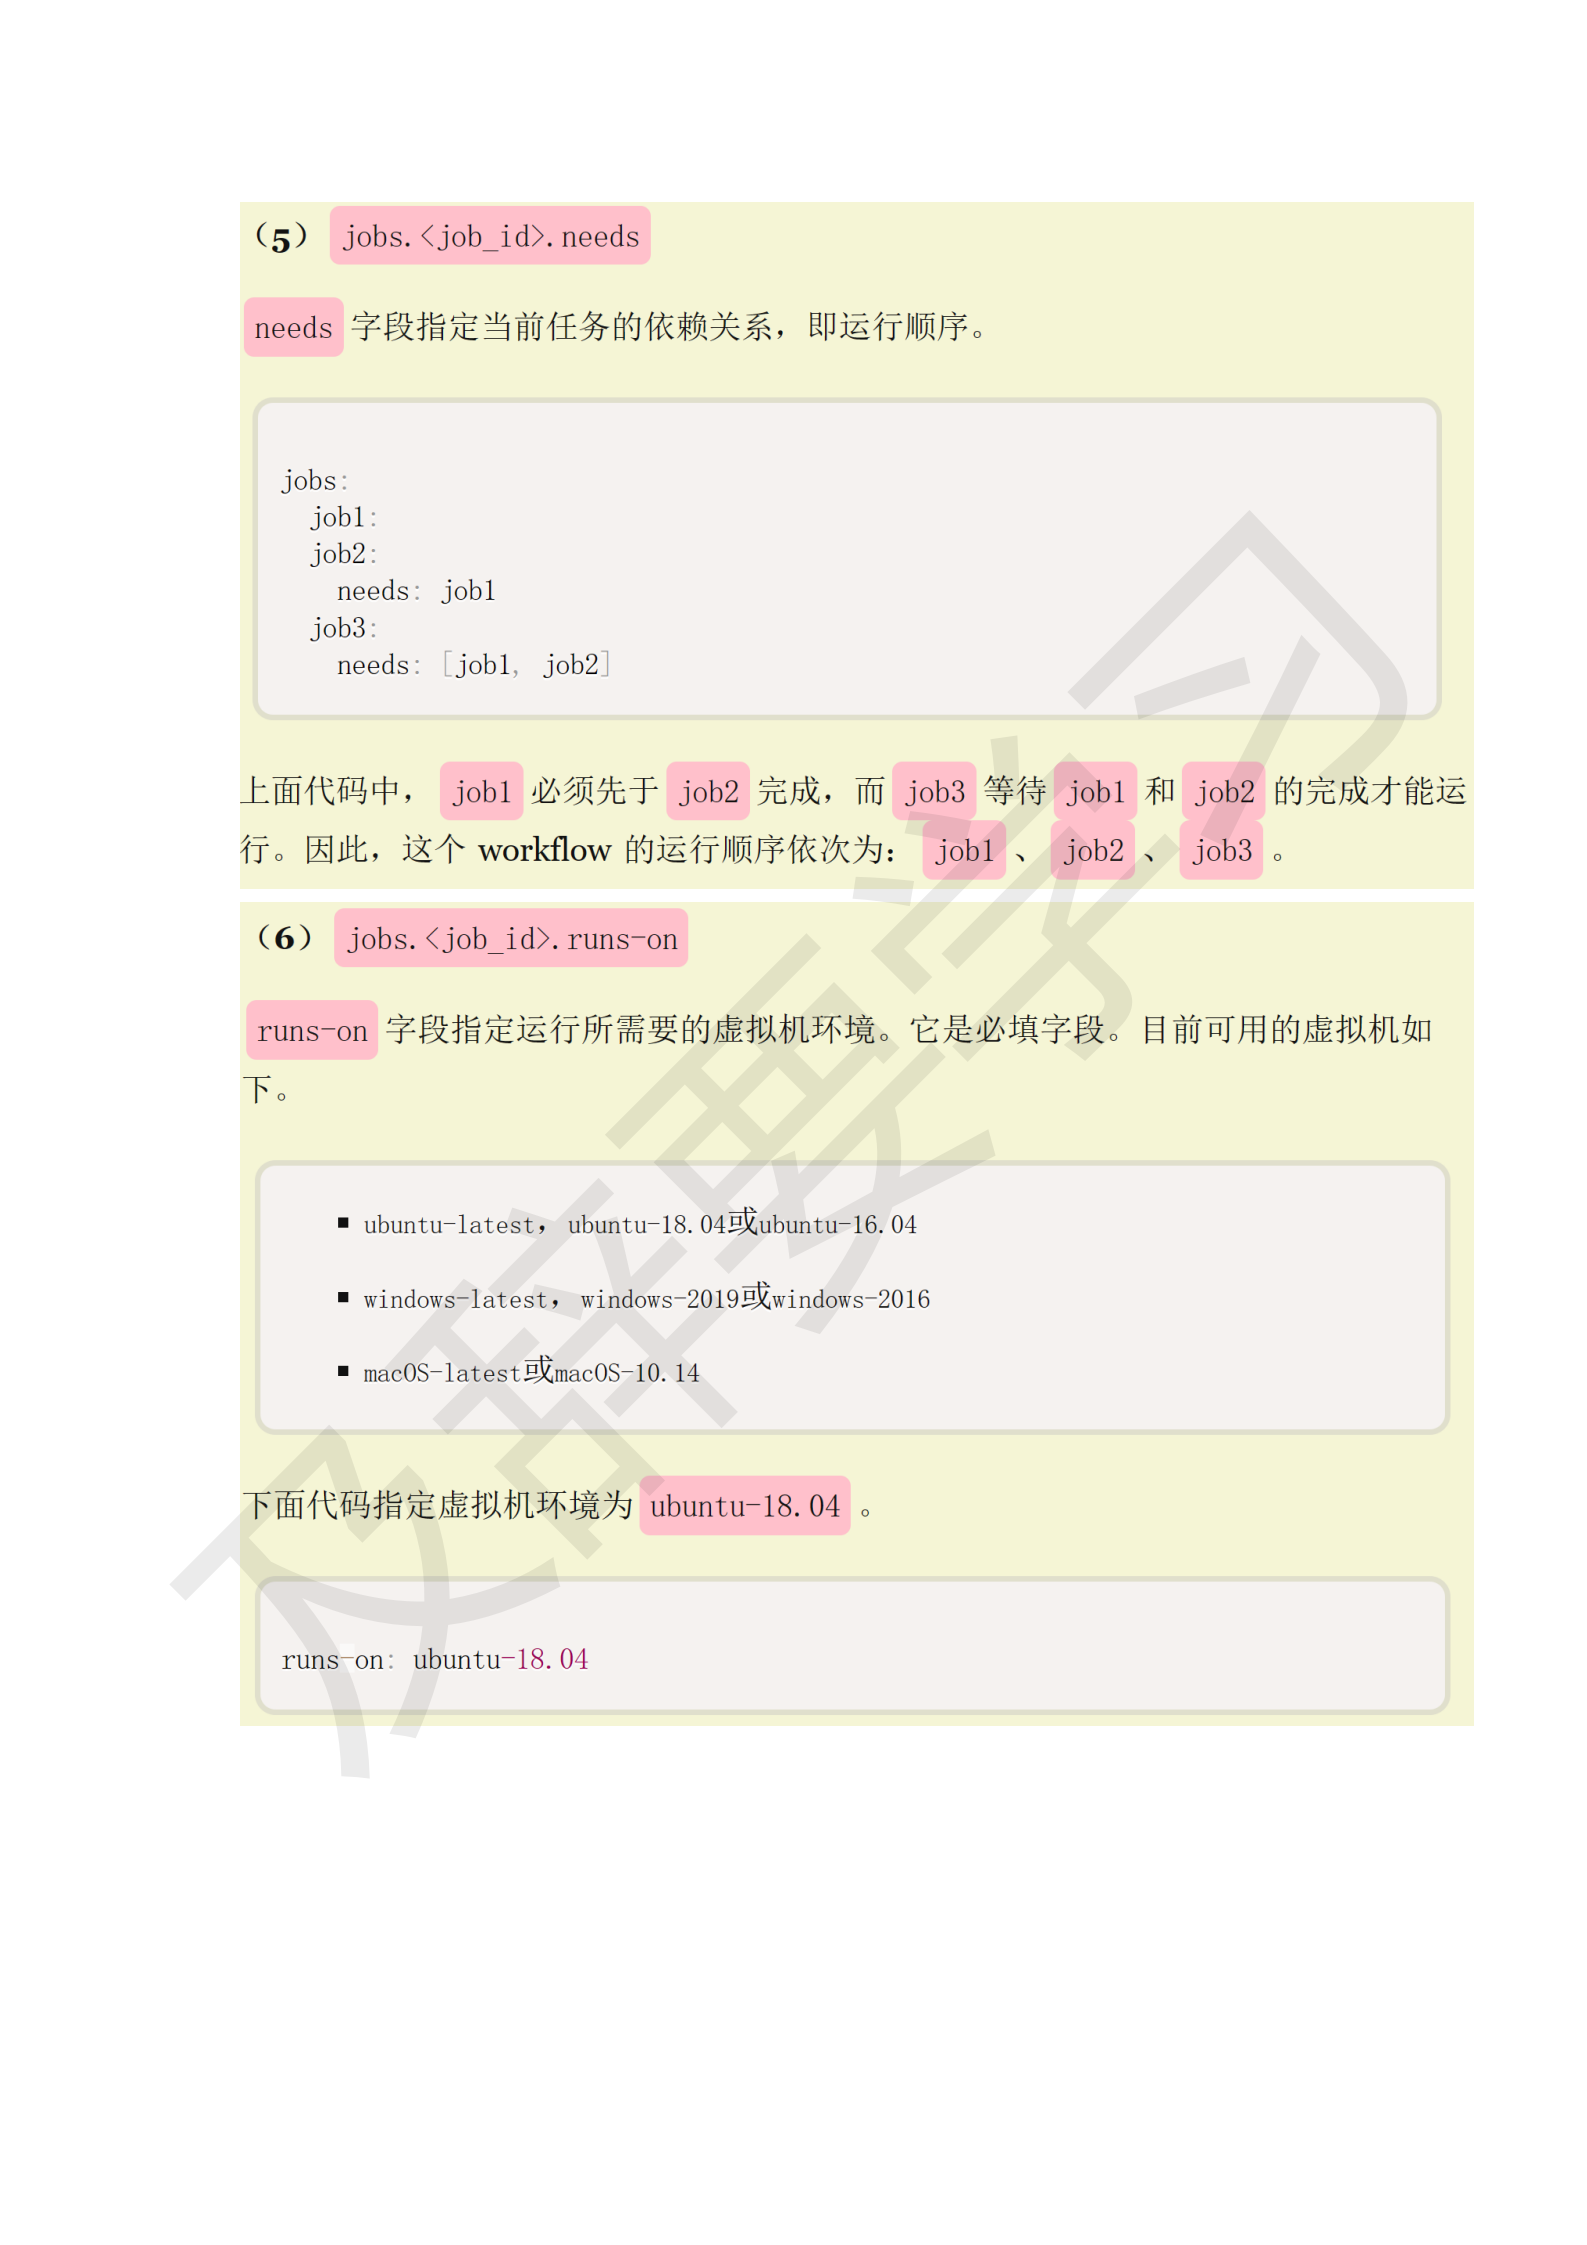 （5） jobs.<job_id>.needs
needs 字段指定当前任务的依赖关系，即运行顺序。
jobs:
  job1:
  job2:
    needs: job1
  job3:
    needs: [job1, job2]
上面代码中， job1 必须先于 job2 完成，而 job3 等待 job1 和 job2 的完成才能运
行。因此，这个 workflow 的运行顺序依次为： job1 、 job2 、 job3 。
（6） jobs.<job_id>.runs-on
runs-on 字段指定运行所需要的虚拟机环境。它是必填字段。目前可用的虚拟机如
下。
▪ ubuntu-latest，ubuntu-18.04或ubuntu-16.04
▪ windows-latest，windows-2019或windows-2016
▪ macOS-latest或macOS-10.14
下面代码指定虚拟机环境为 ubuntu-18.04 。
runs-on: ubuntu-18.04
及辞要学习